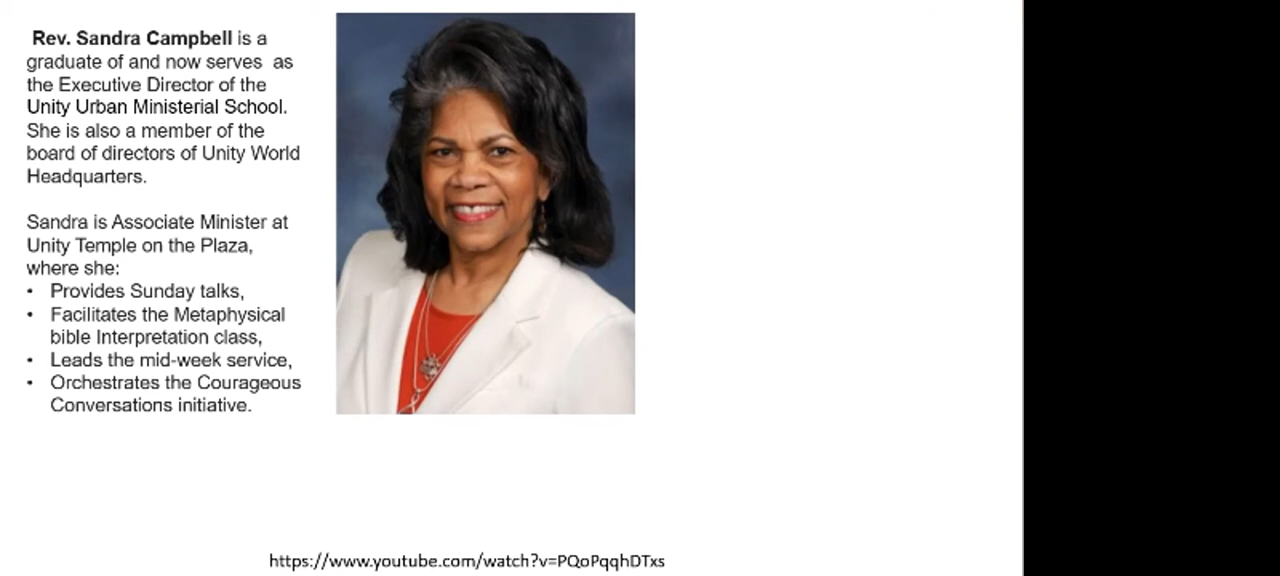 Rev. Sandra Campbell is a
graduate of and now serves as
the Executive Director of the
Unity Urban Ministerial School.
She is also a member of the
board of directors of Unity World
Headquarters.
Sandra is Associate Minister at
Unity Temple on the Plaza,
where she:
• Provides Sunday talks,
• Facilitates the Metaphysical
bible Interpretation class,
• Leads the mid-week service,
• Orchestrates the Courageous
Conversations initiative.
https://www.youtube.com/watch?v=PQoPqqhDTxs